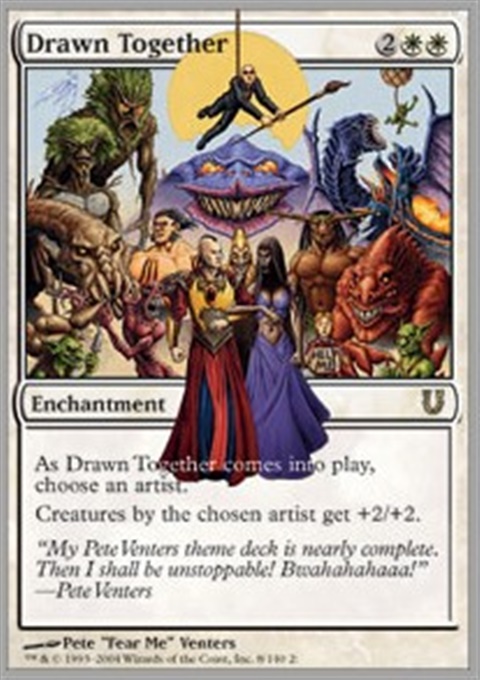 Drawn Together 2
Enchantment
As Drawn Together comes into play,
choose an artist.
Creatures by the chosen artist get +2/+2.
"My Pete Venters theme deck is nearly complete.
Then I shall be unstoppable! Bwahahahaaa!"
—Pete Venters
Pete "Fear Me" Venters
™ & © 1993-2004 Wizards of the Coast, Inc. 8/140